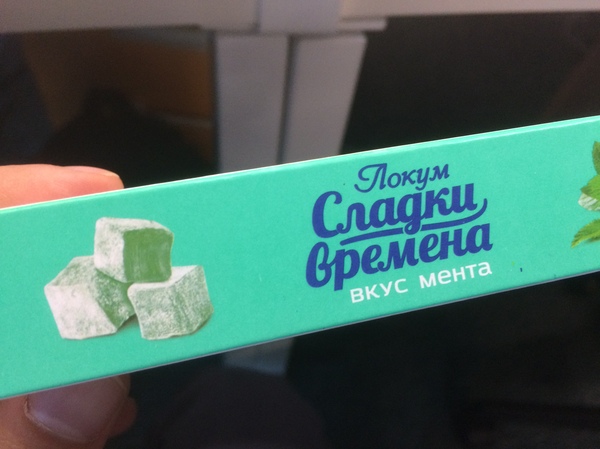 Локум
Сладки
времена
вкус мента